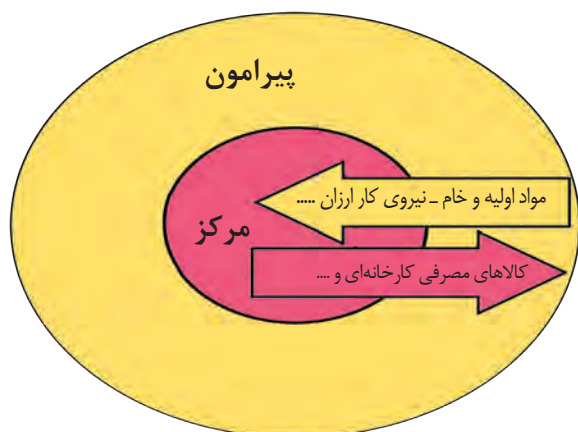 پیرامون
مواد اولیه و خام ـ نیروی کار ارزان .....
مرکز
کالاهای مصرفی کارخانه‌ای و ....